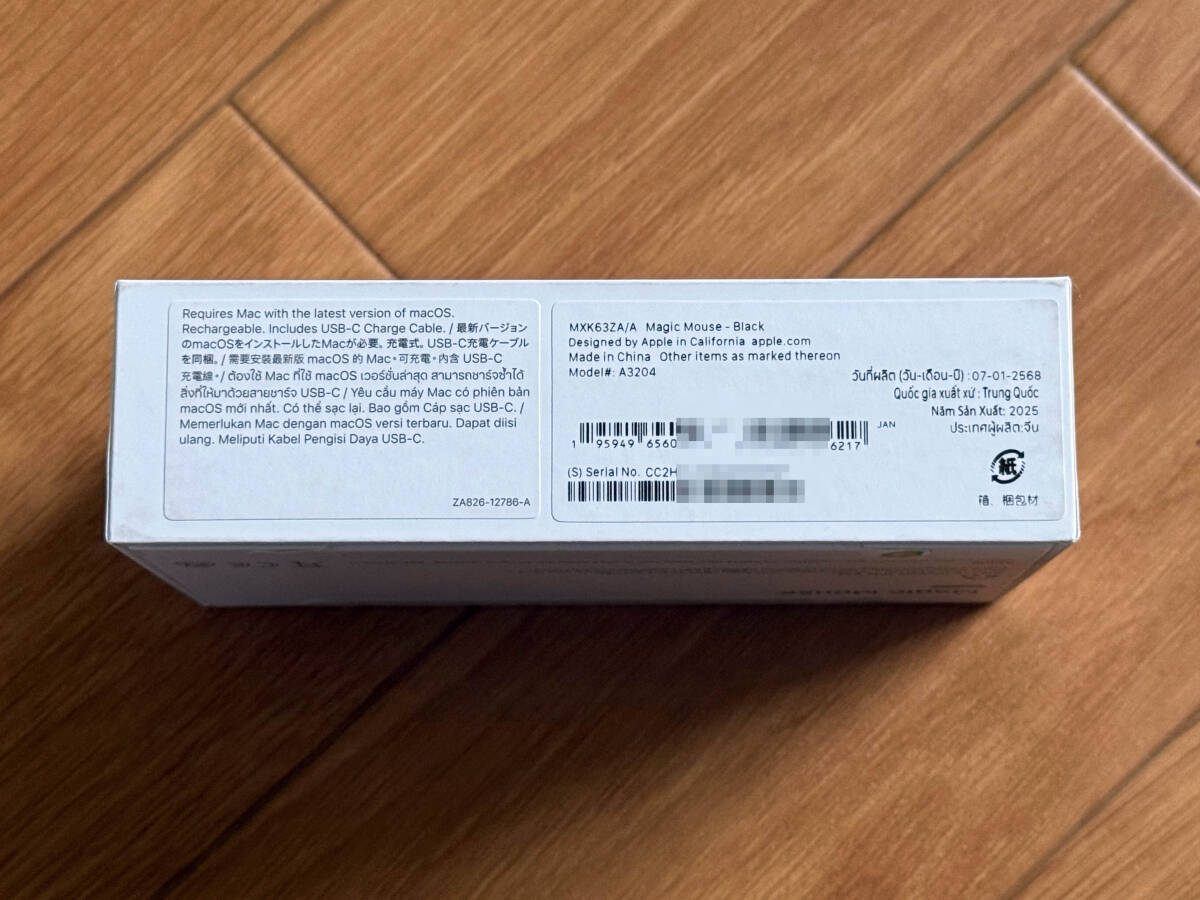 Requires Mac with the latest version of macOS.
Rechargeable. Includes USB-C Charge Cable. / 最新バージョン
のmacOSをインストールしたMacが必要。充電式。USB-C充電ケーブル
を同梱。/ 需要安裝最新版 macOS 的 Mac。可充電。內含 USB-C
充電線。/ ต้องใช้ Mac ที่ใช้ macOS เวอร์ชั่นล่าสุด สามารถชาร์จซ้ำได้
สิ่งที่ให้มาด้วยสายชาร์จ USB-C / Yêu cầu máy Mac có phiên bản
macOS mới nhất. Có thể sạc lại. Bao gồm Cáp sạc USB-C. /
Memerlukan Mac dengan macOS versi terbaru. Dapat diisi
ulang. Meliputi Kabel Pengisi Daya USB-C.
ZA826-12786-A
MXK63ZA/A Magic Mouse - Black
Designed by Apple in California apple.com
Made in China Other items as marked thereon
Model#: A3204
วันที่ผลิต (วัน-เดือน-ปี) : 07-01-2568
Quốc gia xuất xứ : Trung Quốc
Năm Sản Xuất: 2025
ประเทศผู้ผลิต:จีน
JAN
1 95949 6560 6217
(S) Serial No. CC2H
紙
箱、梱包材
Magic Mouse